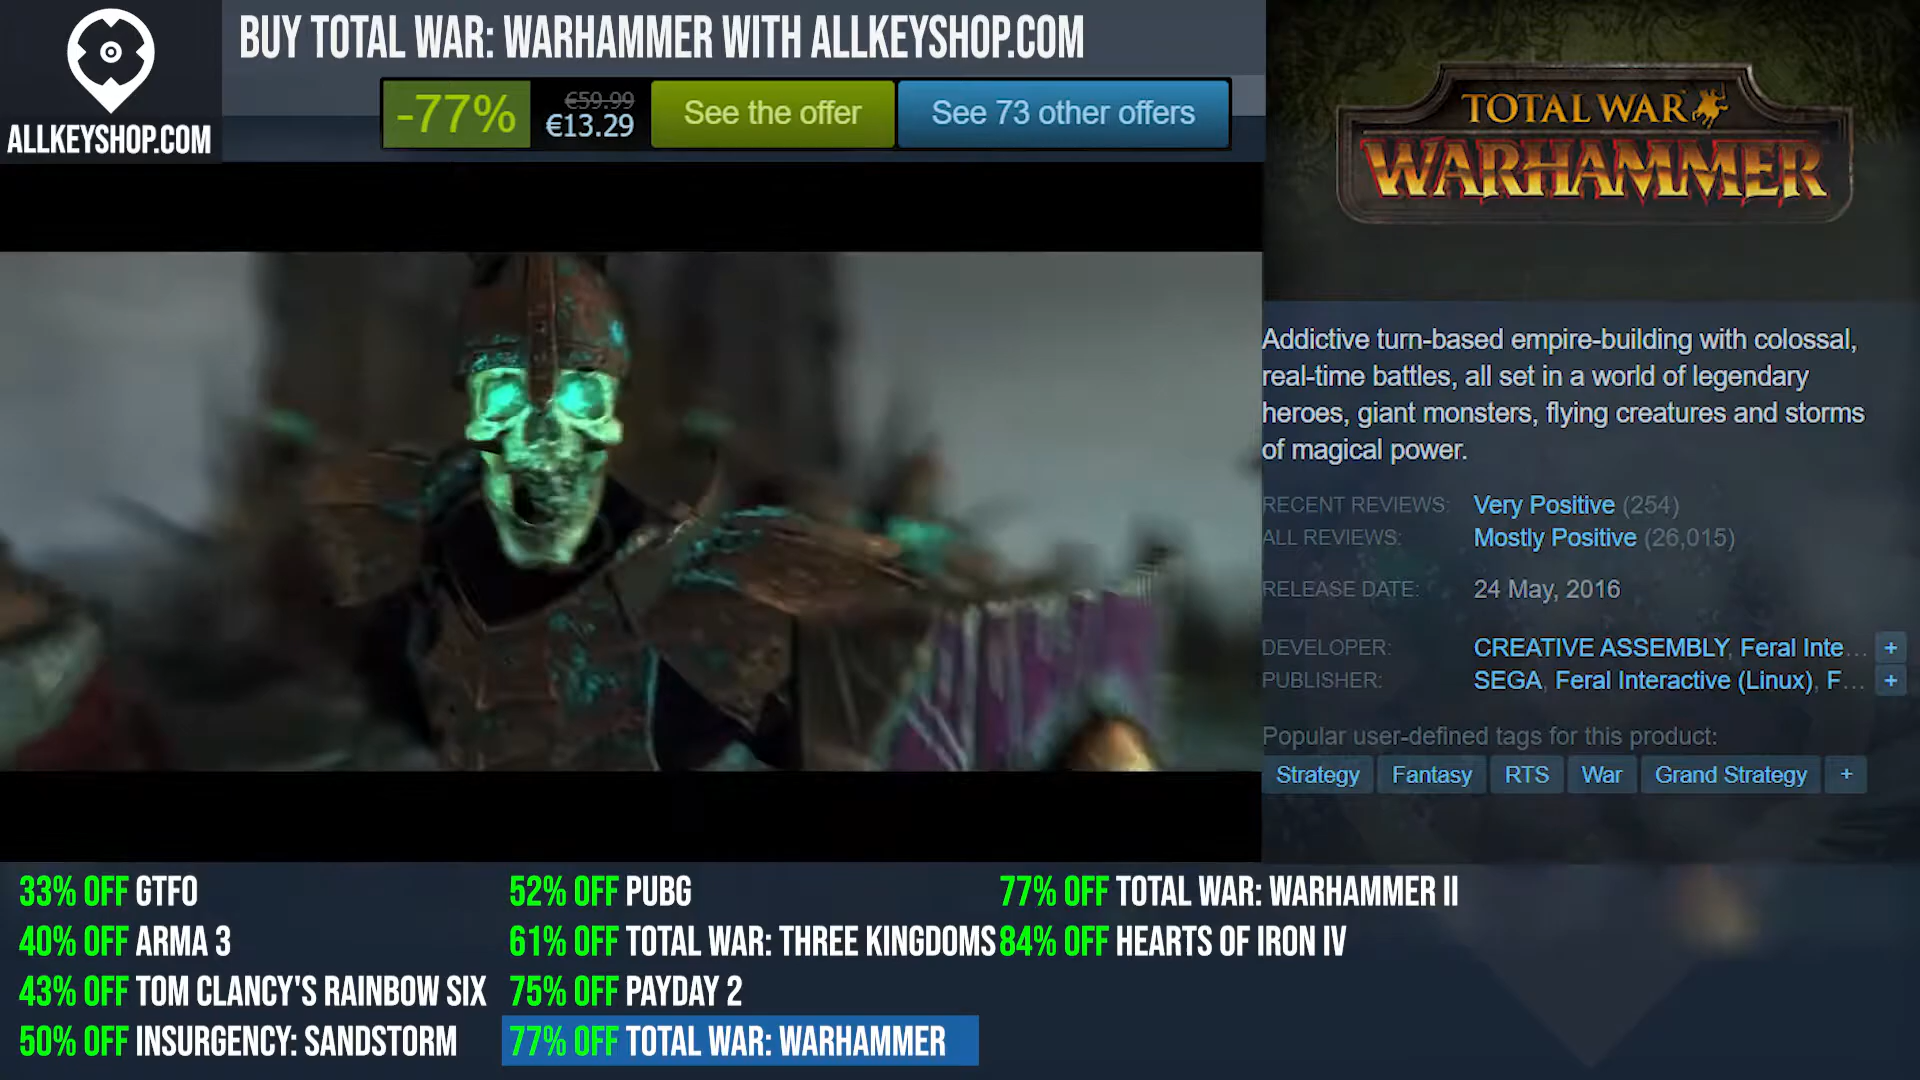 BUY TOTAL WAR: WARHAMMER WITH ALLKEYSHOP.COM
ALLKEYSHOP.COM
-77%
€59.99
€13.29
See the offer
See 73 other offers
TOTAL WAR
WARHAMMER
Addictive turn-based empire-building with colossal,
real-time battles, all set in a world of legendary
heroes, giant monsters, flying creatures and storms
of magical power.
RECENT REVIEWS: Very Positive (254)
ALL REVIEWS: Mostly Positive (26,015)
RELEASE DATE: 24 May, 2016
DEVELOPER: CREATIVE ASSEMBLY, Feral Inte... +
PUBLISHER: SEGA, Feral Interactive (Linux), F... +
Popular user-defined tags for this product:
Strategy Fantasy RTS War Grand Strategy +
33% OFF GTFO
40% OFF ARMA 3
43% OFF TOM CLANCY'S RAINBOW SIX
50% OFF INSURGENCY: SANDSTORM
52% OFF PUBG
61% OFF TOTAL WAR: THREE KINGDOMS
75% OFF PAYDAY 2
77% OFF TOTAL WAR: WARHAMMER
77% OFF TOTAL WAR: WARHAMMER II
84% OFF HEARTS OF IRON IV